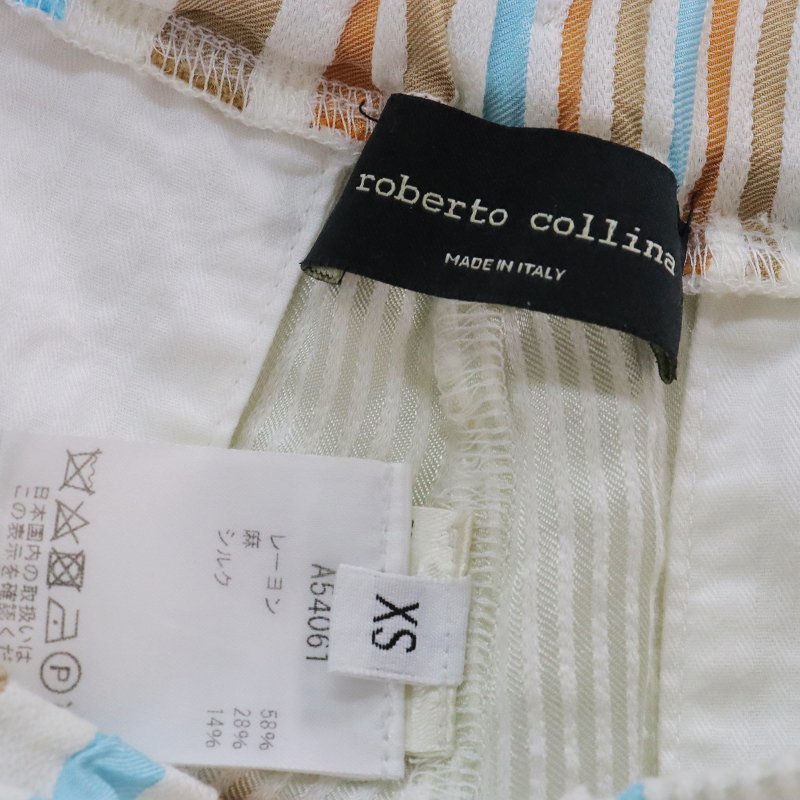 roberto collina
MADE IN ITALY
XS
A54061
レーヨン 58%
麻 28%
シルク 14%
P
この表示を確認くだ
日本国内の取扱いは